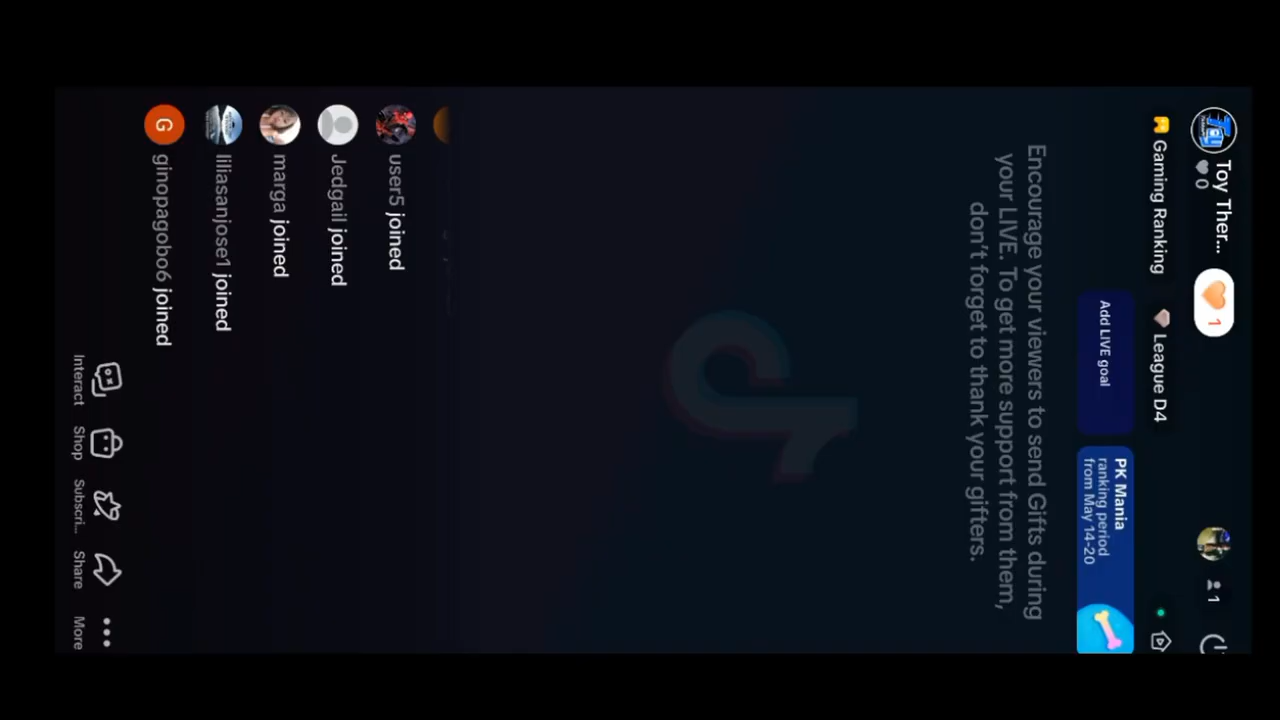 Toy Ther...
0
1
1
Gaming Ranking
League D4
Add LIVE goal
PK Mania
ranking period
from May 14-20
Encourage your viewers to send Gifts during
your LIVE. To get more support from them,
don't forget to thank your gifters.
user5 joined
Jedgail joined
marga joined
liliasanjose1 joined
G
ginopagobo6 joined
Interact
Shop
Subscri...
Share
More